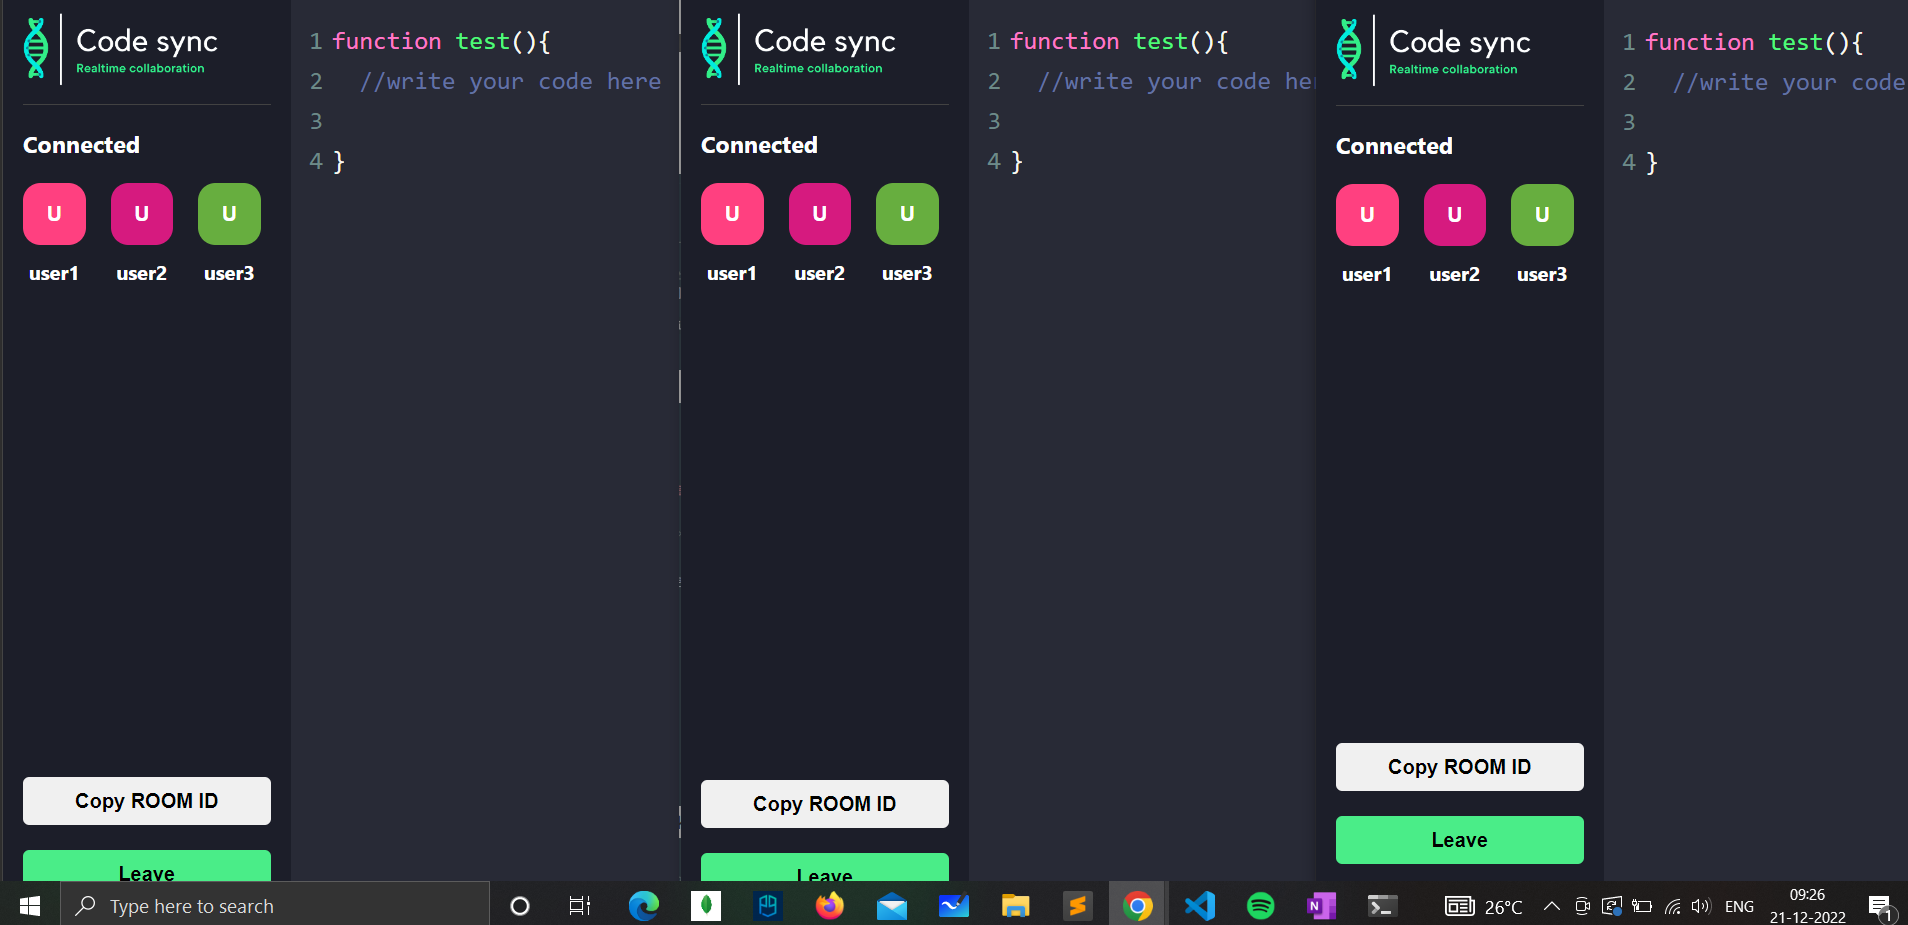 Code sync
Realtime collaboration
Connected
U U U
user1 user2 user3
Copy ROOM ID
Leave
1 function test(){
2 //write your code here
3
4 }
Code sync
Realtime collaboration
Connected
U U U
user1 user2 user3
Copy ROOM ID
Leave
1 function test(){
2 //write your code her
3
4 }
Code sync
Realtime collaboration
Connected
U U U
user1 user2 user3
Copy ROOM ID
Leave
1 function test(){
2 //write your code
3
4 }
Type here to search
N
26°C
ENG
09:26
21-12-2022
1